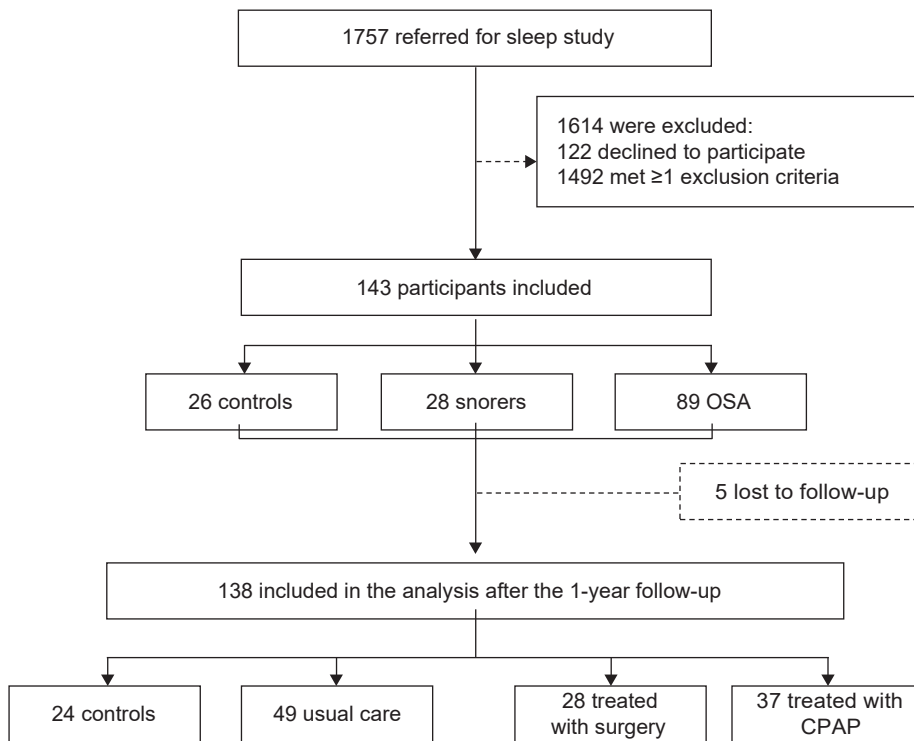 1757 referred for sleep study
1614 were excluded:
122 declined to participate
1492 met ≥1 exclusion criteria
143 participants included
26 controls
28 snorers
89 OSA
5 lost to follow-up
138 included in the analysis after the 1-year follow-up
24 controls
49 usual care
28 treated
with surgery
37 treated with
CPAP